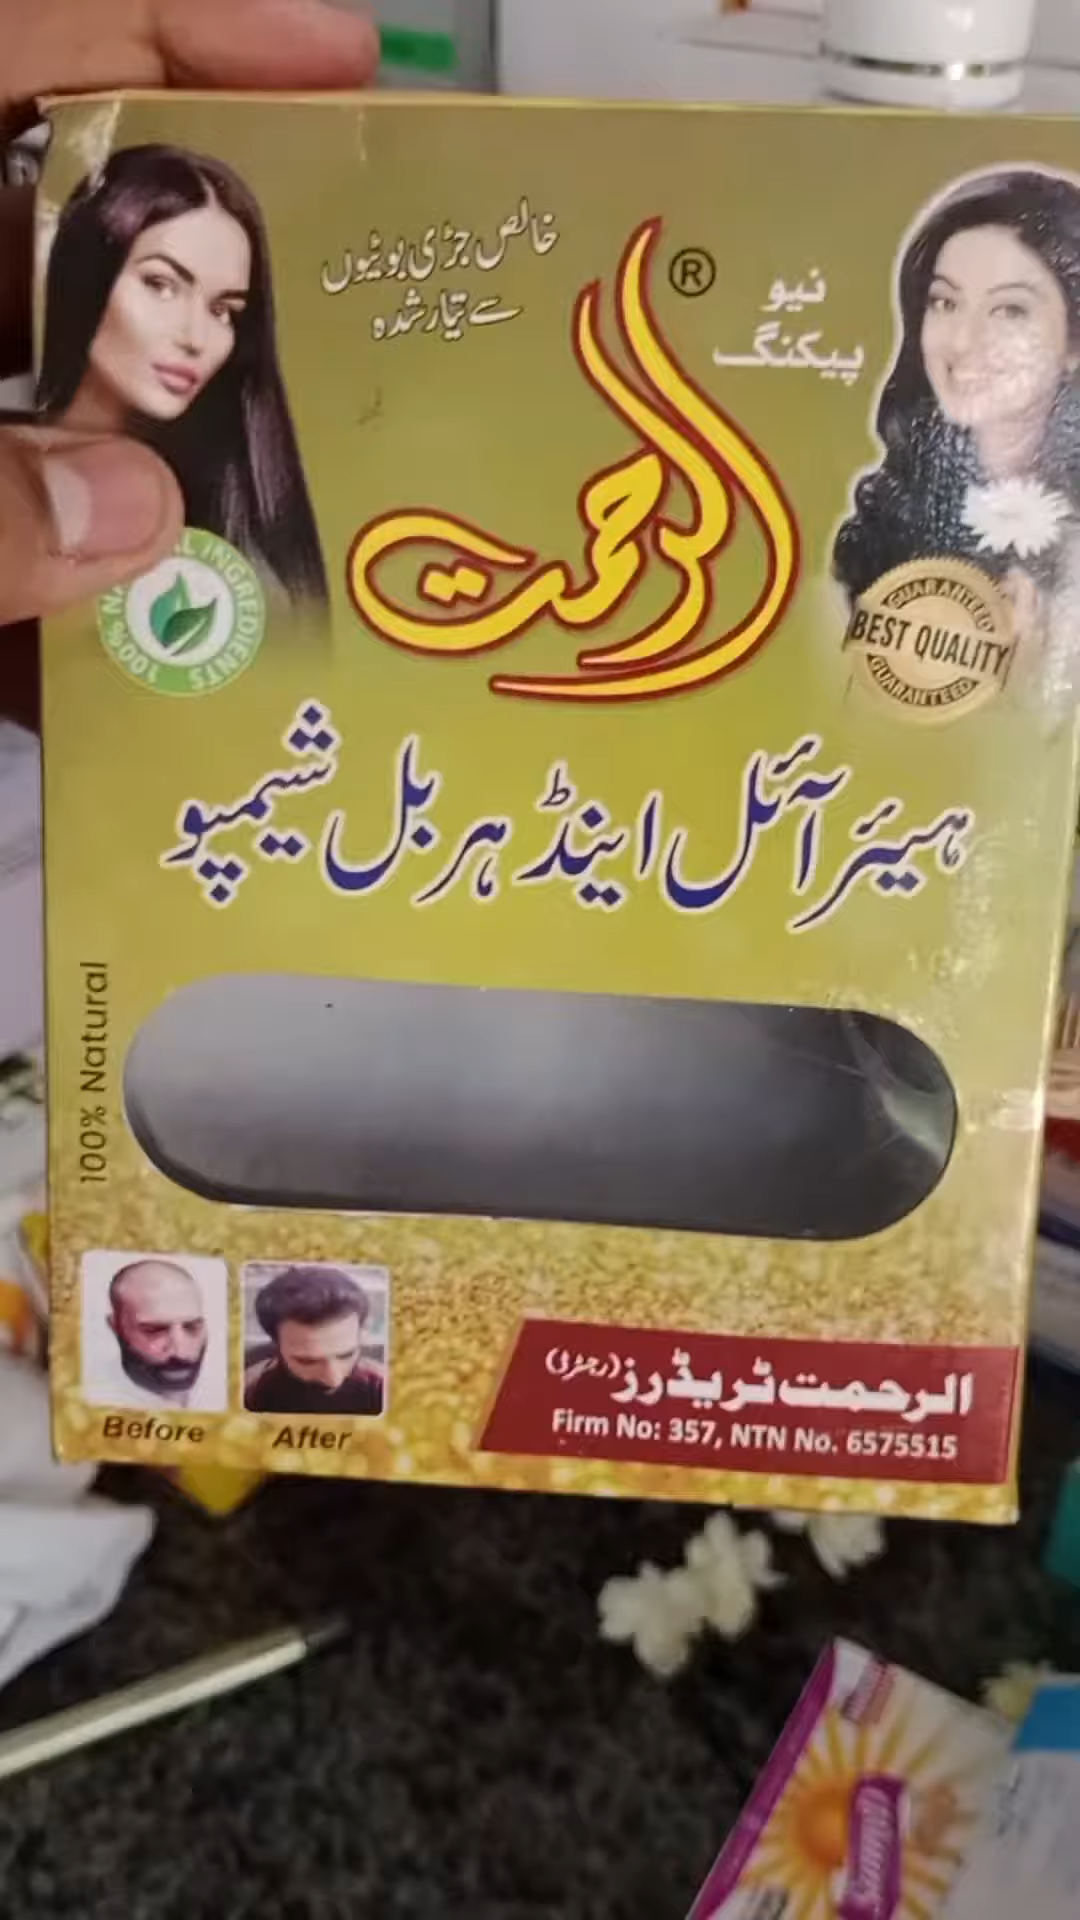 خالص جڑی بوٹیوں
سے تیار شدہ
®
نیو
پیکنگ
الرحمت
100% NATURAL INGREDIENTS
GUARANTEED
BEST QUALITY
GUARANTEED
ہیئر آئل اینڈ ہربل شیمپو
100% Natural
Before
After
الرحمت ٹریڈرز (رجسٹرڈ)
Firm No: 357, NTN No. 6575515